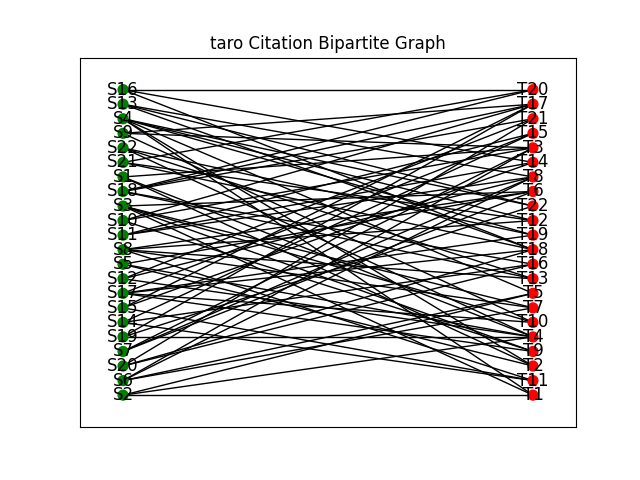 taro Citation Bipartite Graph
S16 T20
S13 T17
S4 T21
S9 T15
S22 T3
S21 T14
S1 T8
S18 T6
S3 T22
S10 T12
S11 T19
S8 T18
S5 T16
S12 T13
S17 T5
S15 T7
S14 T10
S19 T4
S7 T9
S20 T2
S6 T11
S2 T1